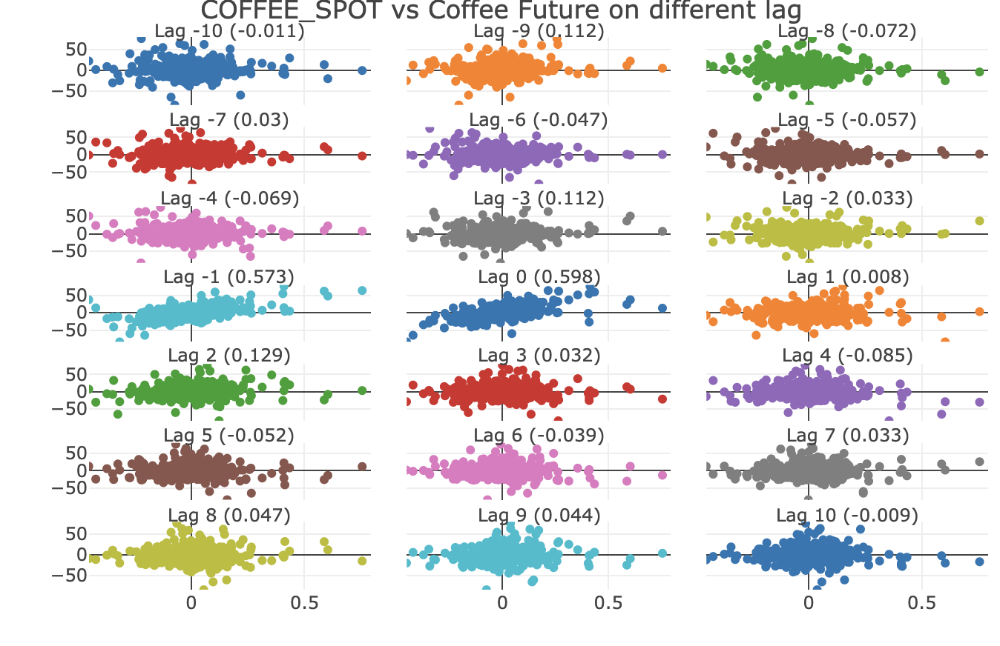 COFFEE_SPOT vs Coffee Future on different lag
Lag -10 (-0.011) Lag -9 (0.112) Lag -8 (-0.072)
50
0
−50
Lag -7 (0.03) Lag -6 (-0.047) Lag -5 (-0.057)
50
0
−50
Lag -4 (-0.069) Lag -3 (0.112) Lag -2 (0.033)
50
0
−50
Lag -1 (0.573) Lag 0 (0.598) Lag 1 (0.008)
50
0
−50
Lag 2 (0.129) Lag 3 (0.032) Lag 4 (-0.085)
50
0
−50
Lag 5 (-0.052) Lag 6 (-0.039) Lag 7 (0.033)
50
0
−50
Lag 8 (0.047) Lag 9 (0.044) Lag 10 (-0.009)
50
0
−50
0 0.5 0 0.5 0 0.5